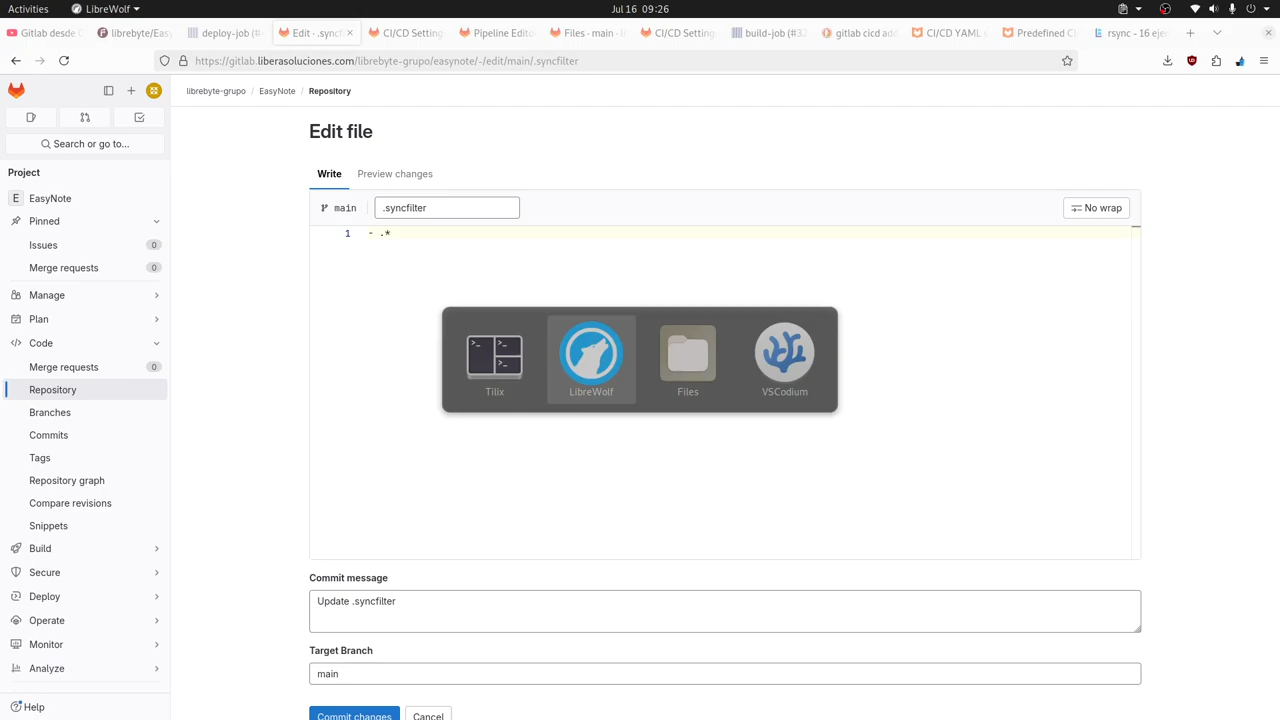 Activities
LibreWolf
Jul 16 09:26
Gitlab desde
librebyte/Easy
deploy-job (#
Edit · .syncf
CI/CD Setting
Pipeline Edito
Files · main · l
CI/CD Setting
build-job (#32
gitlab cicd add
CI/CD YAML
Predefined C
rsync - 16 ejem
https://gitlab.liberasoluciones.com/librebyte-grupo/easynote/-/edit/main/.syncfilter
librebyte-grupo / EasyNote / Repository
Search or go to...
Project
E EasyNote
Pinned
Issues 0
Merge requests 0
Manage
Plan
Code
Merge requests 0
Repository
Branches
Commits
Tags
Repository graph
Compare revisions
Snippets
Build
Secure
Deploy
Operate
Monitor
Analyze
Help
Edit file
Write
Preview changes
main
.syncfilter
No wrap
1 - .*
Tilix
LibreWolf
Files
VSCodium
Commit message
Update .syncfilter
Target Branch
main
Commit changes
Cancel